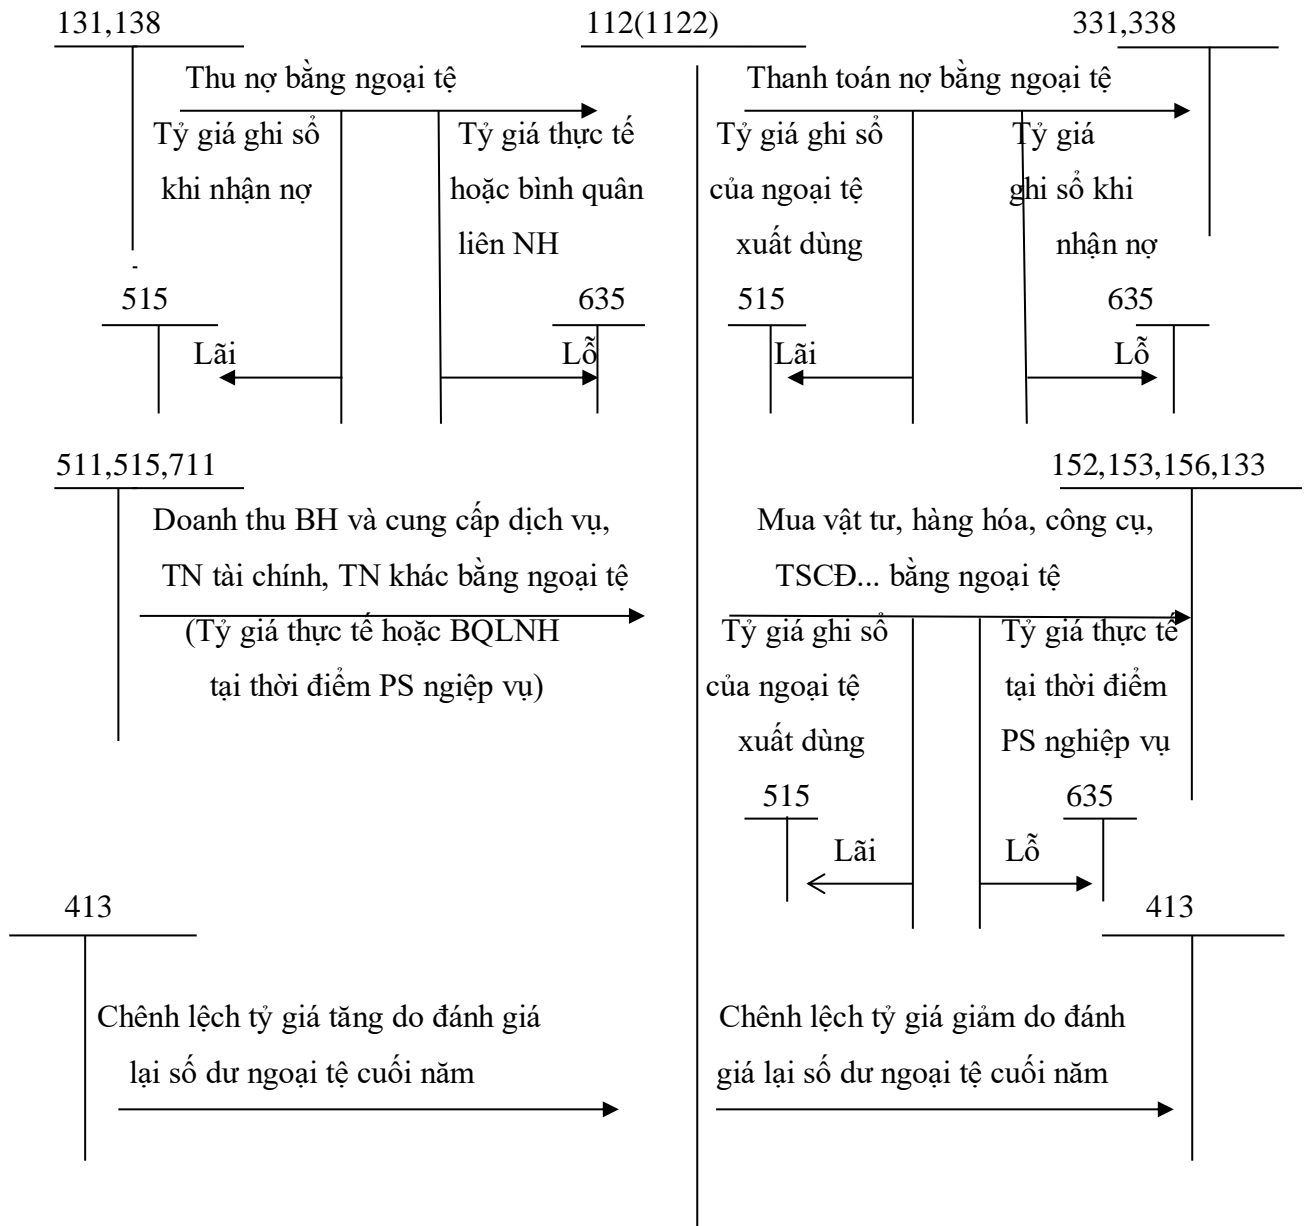 131,138
112(1122)
331,338
Thu nợ bằng ngoại tệ
Tỷ giá ghi sổ
khi nhận nợ
Tỷ giá thực tế
hoặc bình quân
liên NH
515
Lãi
635
Lỗ
Thanh toán nợ bằng ngoại tệ
Tỷ giá ghi sổ
của ngoại tệ
xuất dùng
Tỷ giá
ghi sổ khi
nhận nợ
515
Lãi
635
Lỗ
511,515,711
Doanh thu BH và cung cấp dịch vụ,
TN tài chính, TN khác bằng ngoại tệ
(Tỷ giá thực tế hoặc BQLNH
tại thời điểm PS ngiệp vụ)
152,153,156,133
Mua vật tư, hàng hóa, công cụ,
TSCĐ... bằng ngoại tệ
Tỷ giá ghi sổ
của ngoại tệ
xuất dùng
Tỷ giá thực tế
tại thời điểm
PS nghiệp vụ
515
Lãi
635
Lỗ
413
Chênh lệch tỷ giá tăng do đánh giá
lại số dư ngoại tệ cuối năm
413
Chênh lệch tỷ giá giảm do đánh
giá lại số dư ngoại tệ cuối năm